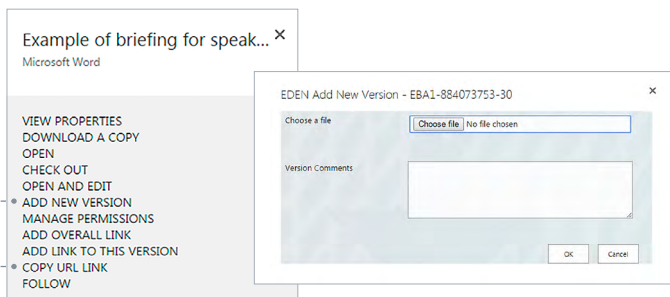 Example of briefing for speak... ×
Microsoft Word
VIEW PROPERTIES
DOWNLOAD A COPY
OPEN
CHECK OUT
OPEN AND EDIT
ADD NEW VERSION
MANAGE PERMISSIONS
ADD OVERALL LINK
ADD LINK TO THIS VERSION
COPY URL LINK
FOLLOW
EDEN Add New Version - EBA1-884073753-30 ×
Choose a file
Choose file No file chosen
Version Comments
OK Cancel